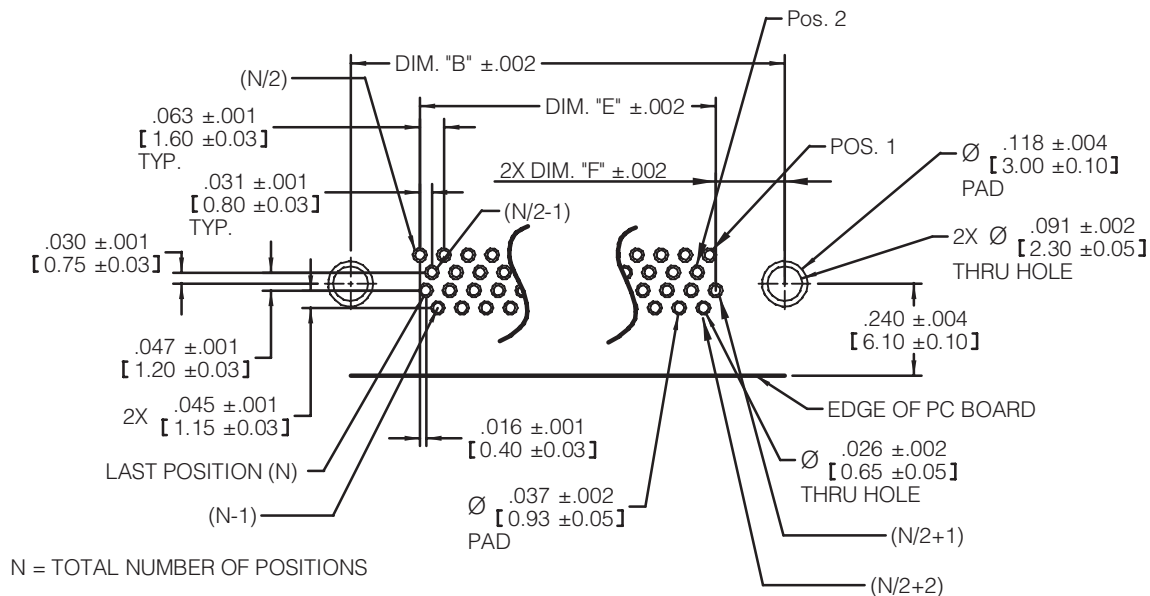 Pos. 2
DIM. "B" ±.002
(N/2)
DIM. "E" ±.002
.063 ±.001
[1.60 ±0.03]
TYP.
POS. 1
Ø .118 ±.004
[3.00 ±0.10]
PAD
2X DIM. "F" ±.002
.031 ±.001
[0.80 ±0.03]
TYP.
(N/2-1)
2X Ø .091 ±.002
[2.30 ±0.05]
THRU HOLE
.030 ±.001
[0.75 ±0.03]
.240 ±.004
[6.10 ±0.10]
.047 ±.001
[1.20 ±0.03]
2X .045 ±.001
[1.15 ±0.03]
EDGE OF PC BOARD
.016 ±.001
[0.40 ±0.03]
LAST POSITION (N)
Ø .026 ±.002
[0.65 ±0.05]
THRU HOLE
Ø .037 ±.002
[0.93 ±0.05]
PAD
(N-1)
(N/2+1)
N = TOTAL NUMBER OF POSITIONS
(N/2+2)